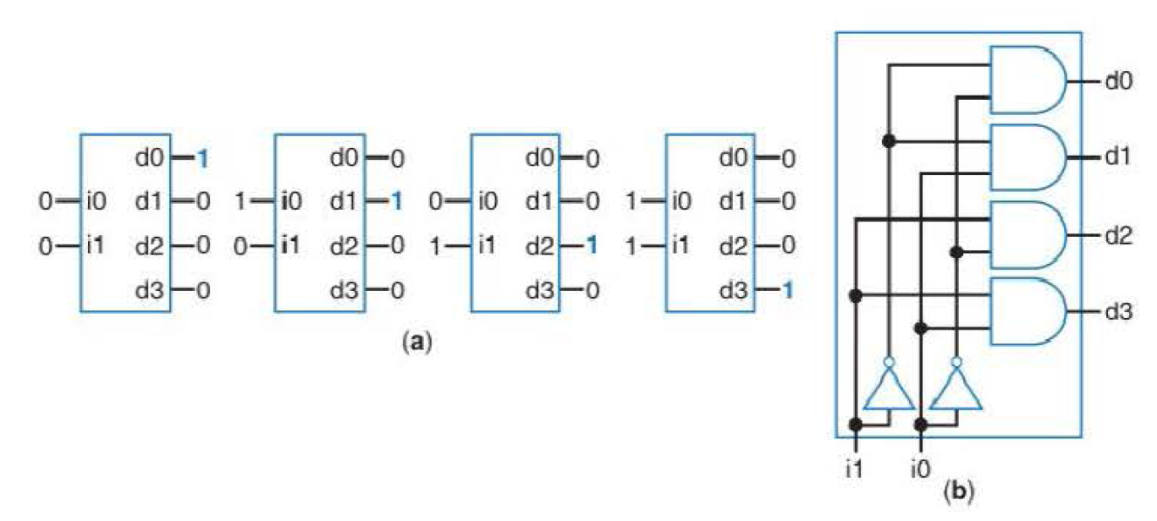 d0 1 d0 0 d0 0 d0 0
0 i0 d1 0 1 i0 d1 1 0 i0 d1 0 1 i0 d1 0
0 i1 d2 0 0 i1 d2 0 1 i1 d2 1 1 i1 d2 0
d3 0 d3 0 d3 0 d3 1
(a)
d0
d1
d2
d3
i1 i0
(b)